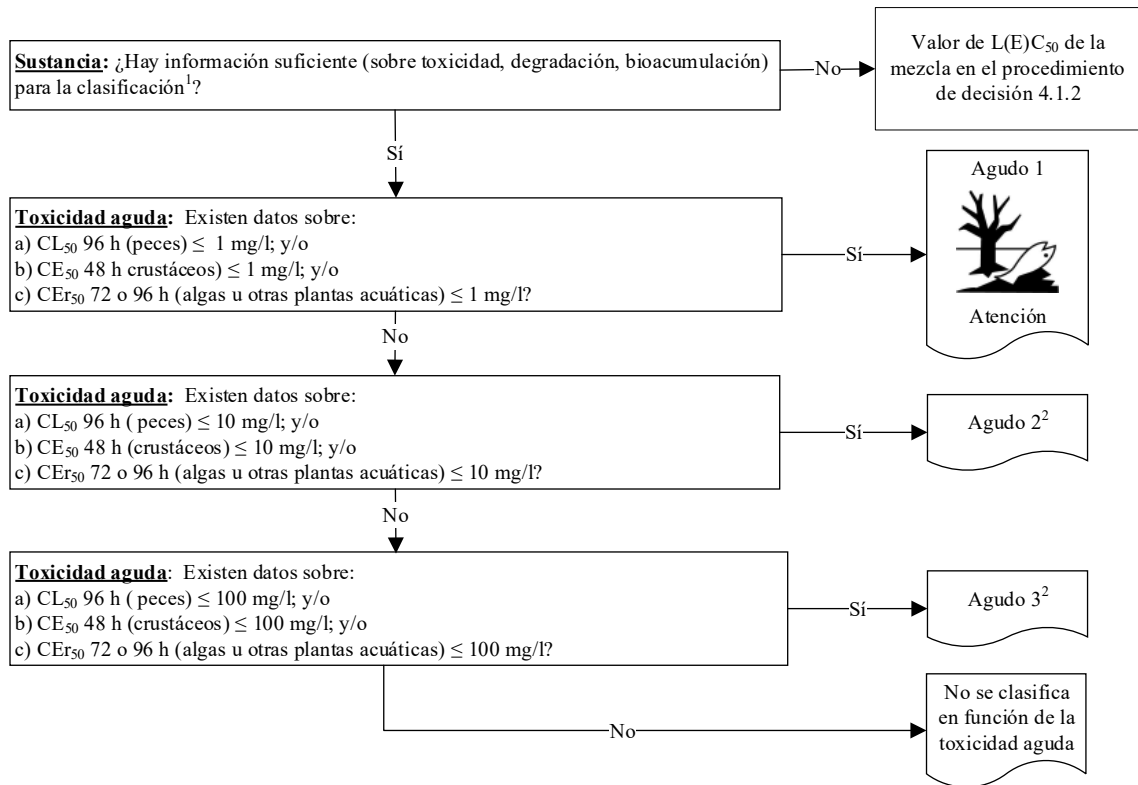 Sustancia: ¿Hay información suficiente (sobre toxicidad, degradación, bioacumulación)
para la clasificación¹?
No
Valor de L(E)C₅₀ de la
mezcla en el procedimiento
de decisión 4.1.2
Sí
Toxicidad aguda: Existen datos sobre:
a) CL₅₀ 96 h (peces) ≤ 1 mg/l; y/o
b) CE₅₀ 48 h crustáceos) ≤ 1 mg/l; y/o
c) CEr₅₀ 72 o 96 h (algas u otras plantas acuáticas) ≤ 1 mg/l?
Sí
Agudo 1
Atención
No
Toxicidad aguda: Existen datos sobre:
a) CL₅₀ 96 h ( peces) ≤ 10 mg/l; y/o
b) CE₅₀ 48 h (crustáceos) ≤ 10 mg/l; y/o
c) CEr₅₀ 72 o 96 h (algas u otras plantas acuáticas) ≤ 10 mg/l?
Sí
Agudo 2²
No
Toxicidad aguda: Existen datos sobre:
a) CL₅₀ 96 h ( peces) ≤ 100 mg/l; y/o
b) CE₅₀ 48 h (crustáceos) ≤ 100 mg/l; y/o
c) CEr₅₀ 72 o 96 h (algas u otras plantas acuáticas) ≤ 100 mg/l?
Sí
Agudo 3²
No
No se clasifica
en función de la
toxicidad aguda